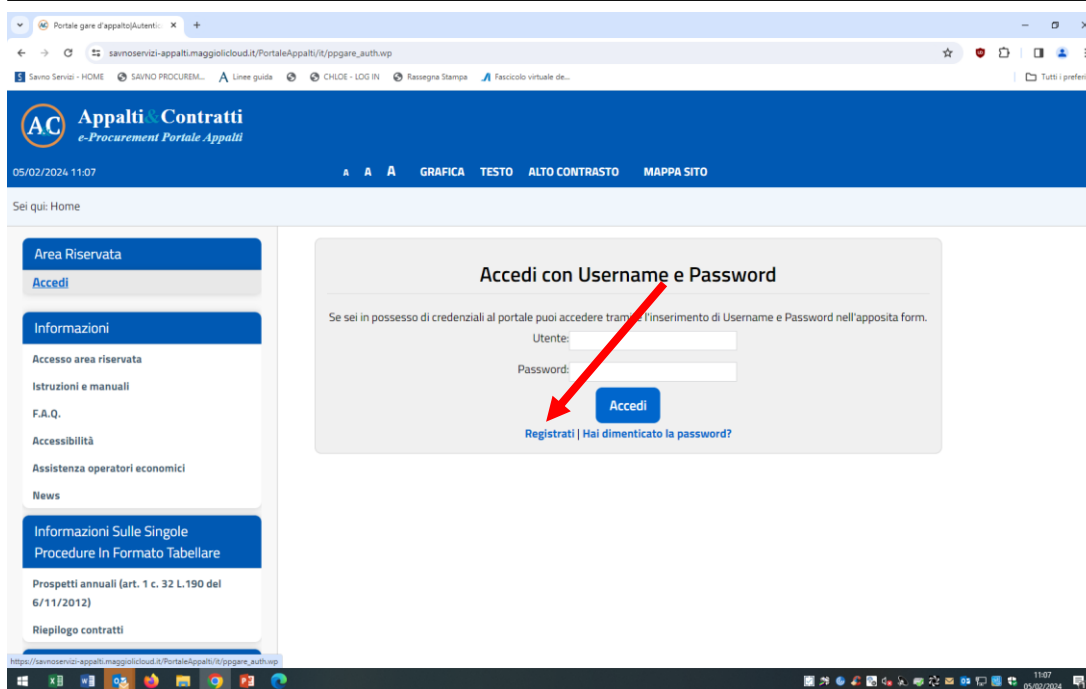 Portale gare d'appalto|Autentic
savnoservizi-appalti.maggiolicloud.it/PortaleAppalti/it/ppgare_auth.wp
Savno Servizi - HOME SAVNO PROCUREM... Linee guida CHLOE - LOG IN Rassegna Stampa Fascicolo virtuale de... Tutti i preferi
AC Appalti&Contratti
e-Procurement Portale Appalti
05/02/2024 11:07 A A A GRAFICA TESTO ALTO CONTRASTO MAPPA SITO
Sei qui: Home
Area Riservata
Accedi
Informazioni
Accesso area riservata
Istruzioni e manuali
F.A.Q.
Accessibilità
Assistenza operatori economici
News
Informazioni Sulle Singole
Procedure In Formato Tabellare
Prospetti annuali (art. 1 c. 32 L.190 del
6/11/2012)
Riepilogo contratti
Accedi con Username e Password
Se sei in possesso di credenziali al portale puoi accedere tramite l'inserimento di Username e Password nell'apposita form.
Utente:
Password:
Accedi
Registrati | Hai dimenticato la password?
https://savnoservizi-appalti.maggiolicloud.it/PortaleAppalti/it/ppgare_auth.wp
11:07
05/02/2024